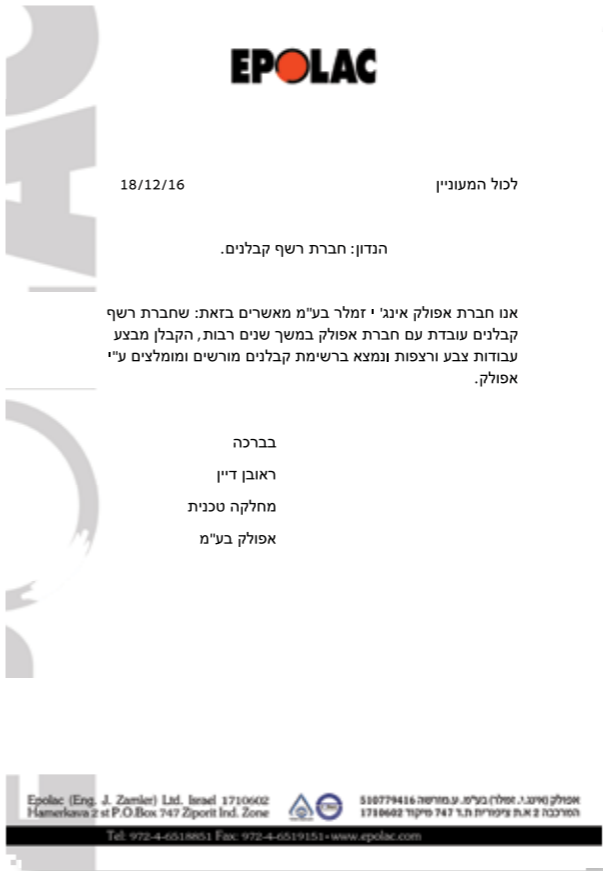 EPOLAC
לכול המעוניין 18/12/16
הנדון: חברת רשף קבלנים.
אנו חברת אפולק אינג' י זמלר בע"מ מאשרים בזאת: שחברת רשף
קבלנים עובדת עם חברת אפולק במשך שנים רבות, הקבלן מבצע
עבודות צבע ורצפות ונמצא ברשימת קבלנים מורשים ומומלצים ע"י
אפולק.
בברכה
ראובן דיין
מחלקה טכנית
אפולק בע"מ
אפולק (אינג.י. זמלר) בע"מ. ע.מורשה 510779416
המרכבה 2 א.ת ציפורית ת.ד 747 מיקוד 1710602
Epolac (Eng. J. Zamler) Ltd. Israel 1710602
Hamerkava 2 st P.O.Box 747 Ziporit Ind. Zone
Tel: 972-4-6518851 Fax: 972-4-6519151•www.epolac.com